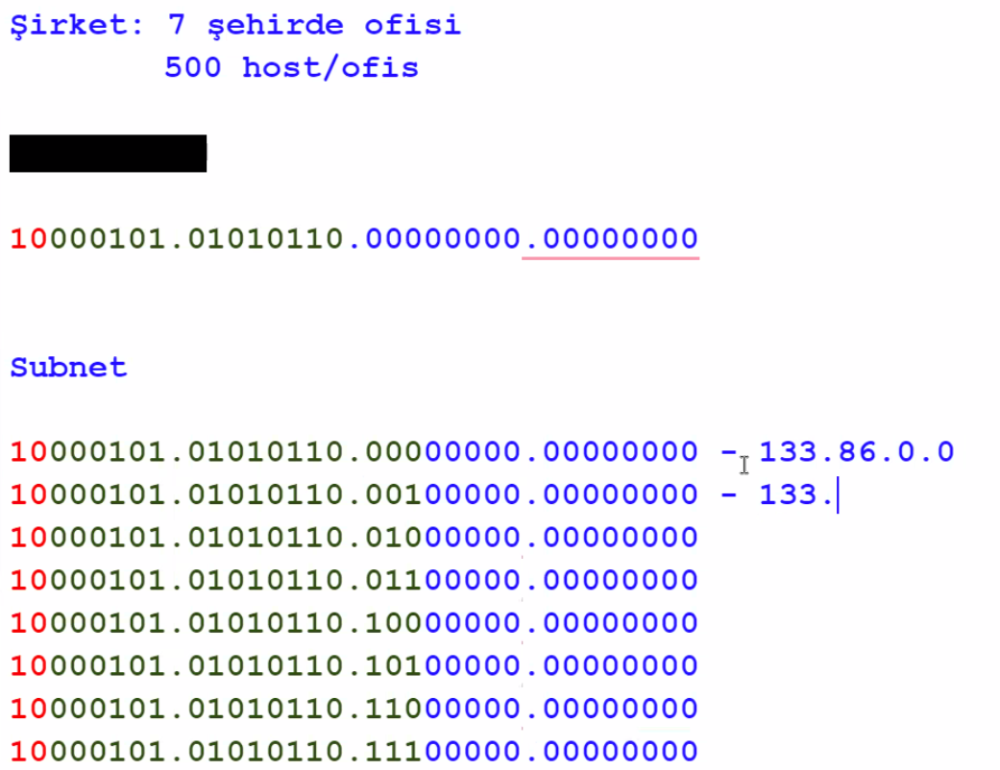 Şirket: 7 şehirde ofisi
500 host/ofis
10000101.01010110.00000000.00000000
Subnet
10000101.01010110.00000000.00000000 - 133.86.0.0
10000101.01010110.00100000.00000000 - 133.
10000101.01010110.01000000.00000000
10000101.01010110.01100000.00000000
10000101.01010110.10000000.00000000
10000101.01010110.10100000.00000000
10000101.01010110.11000000.00000000
10000101.01010110.11100000.00000000